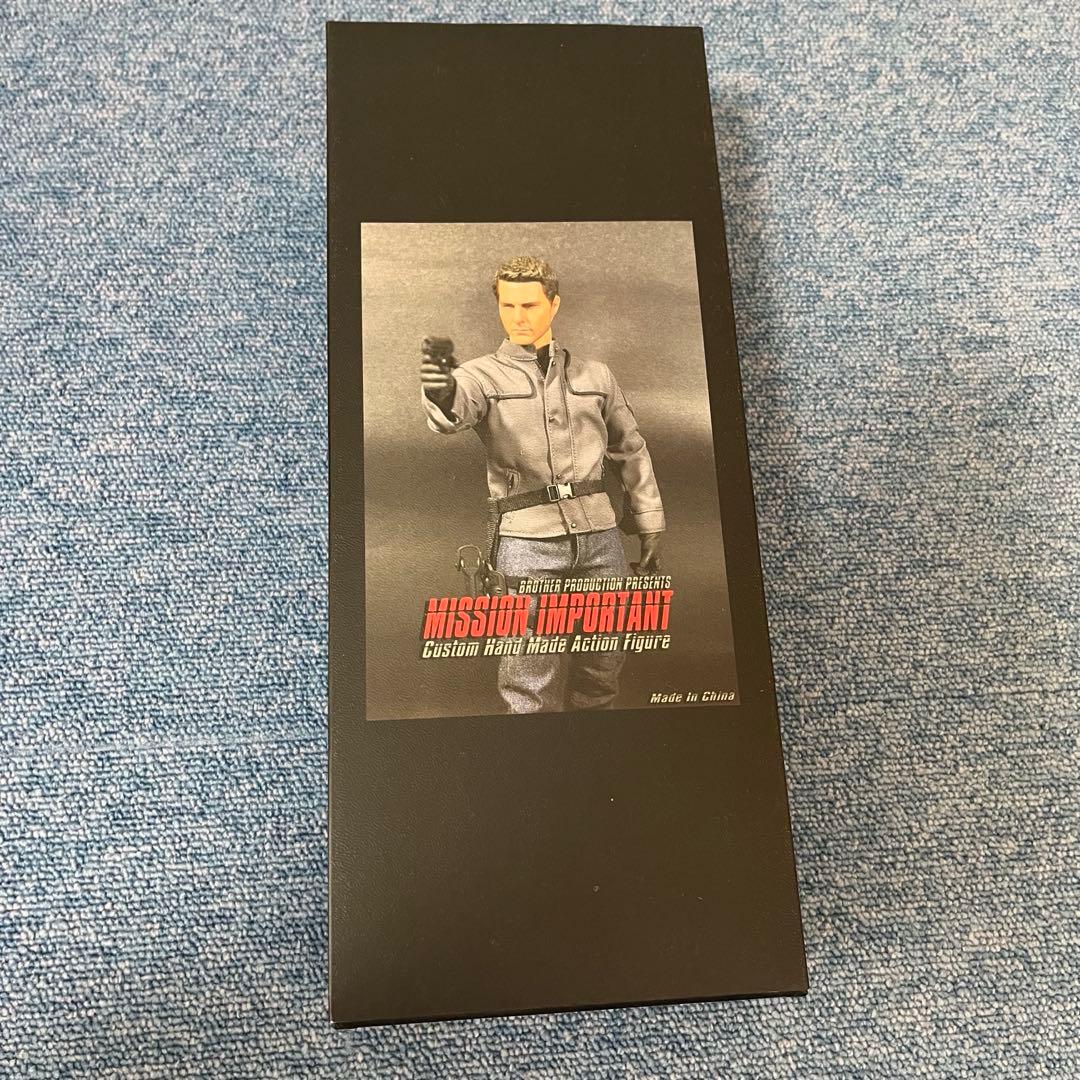 BROTHER PRODUCTION PRESENTS
MISSION IMPORTANT
Custom Hand Made Action Figure
Made in China